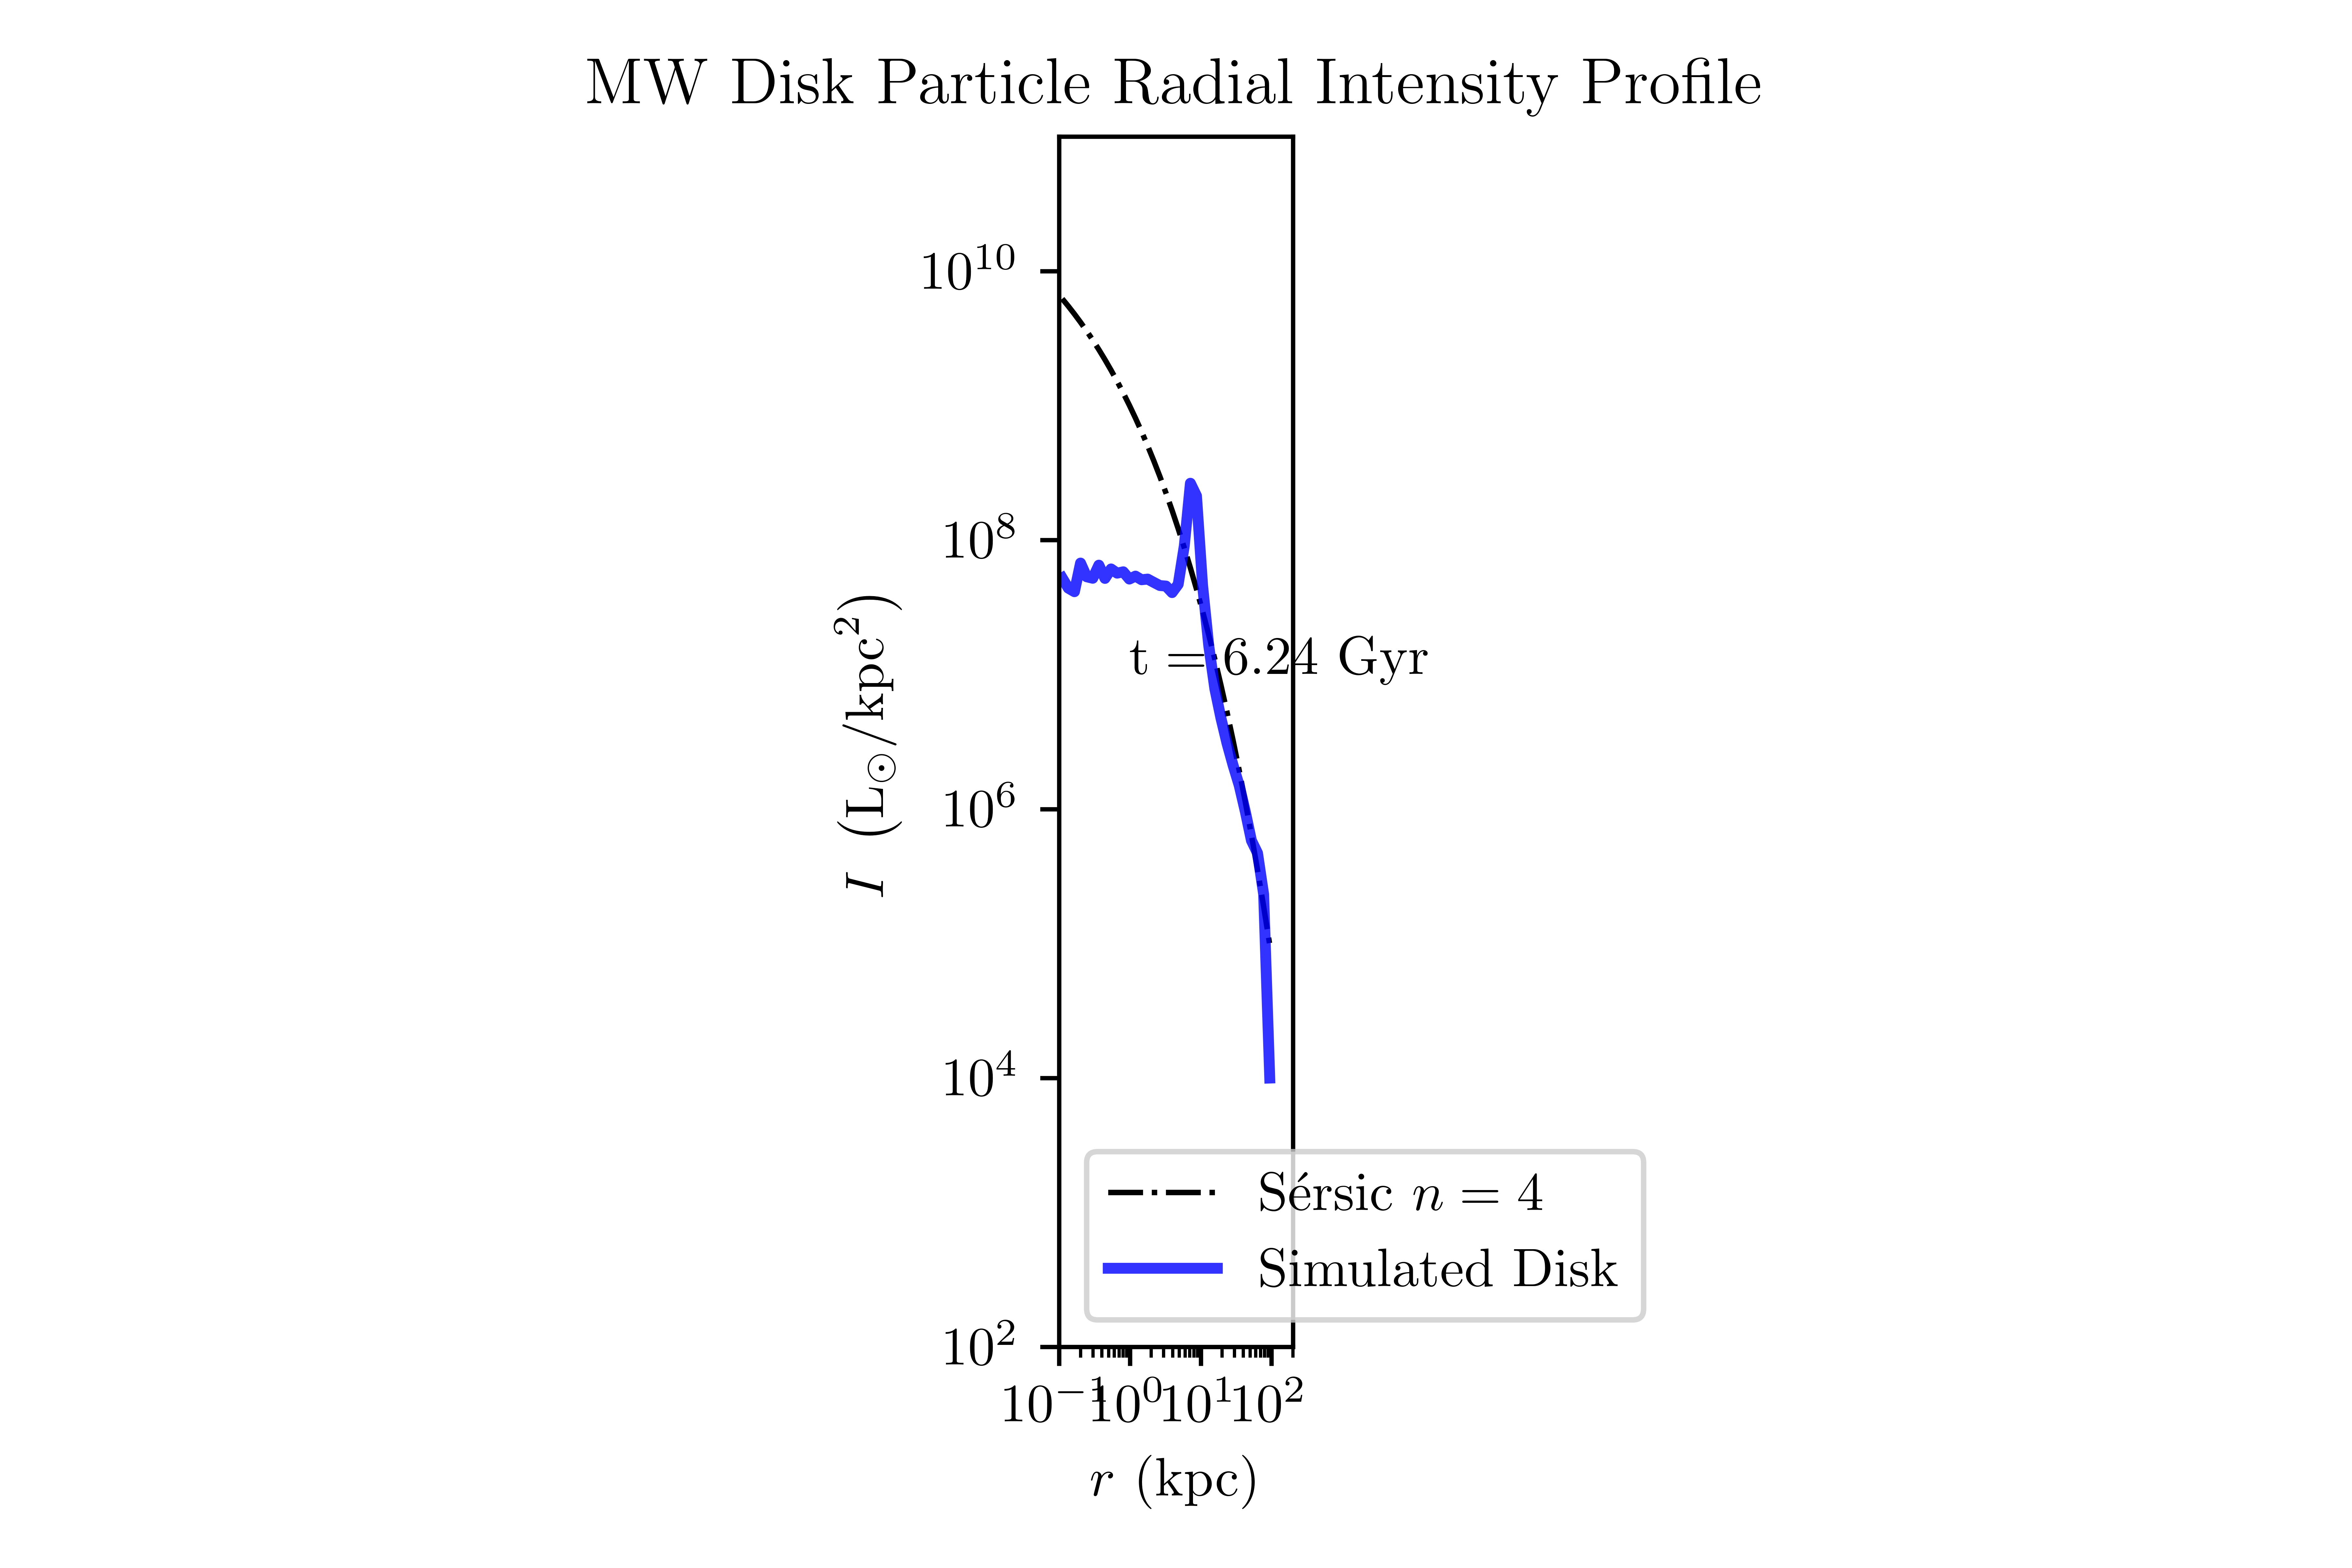 MW Disk Particle Radial Intensity Profile
10^10
10^8
10^6
10^4
10^2
I (L⊙/kpc²)
t = 6.24 Gyr
Sérsic n = 4
Simulated Disk
10^−1 10^0 10^1 10^2
r (kpc)